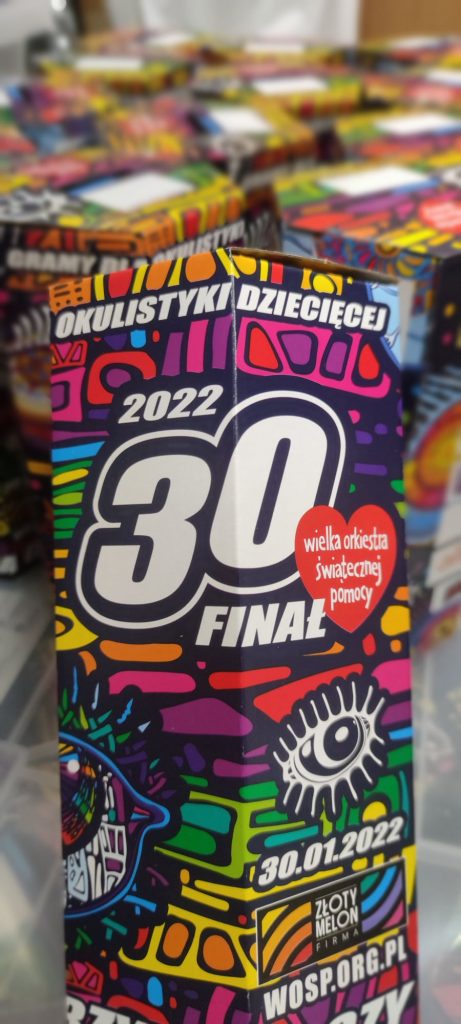 GRAMY DLA OKULISTYKI
OKULISTYKI DZIECIĘCEJ
2022
30
FINAŁ
wielka orkiestra
świątecznej
pomocy
30.01.2022
ZŁOTY
MELON
FIRMA
WOSP.ORG.PL